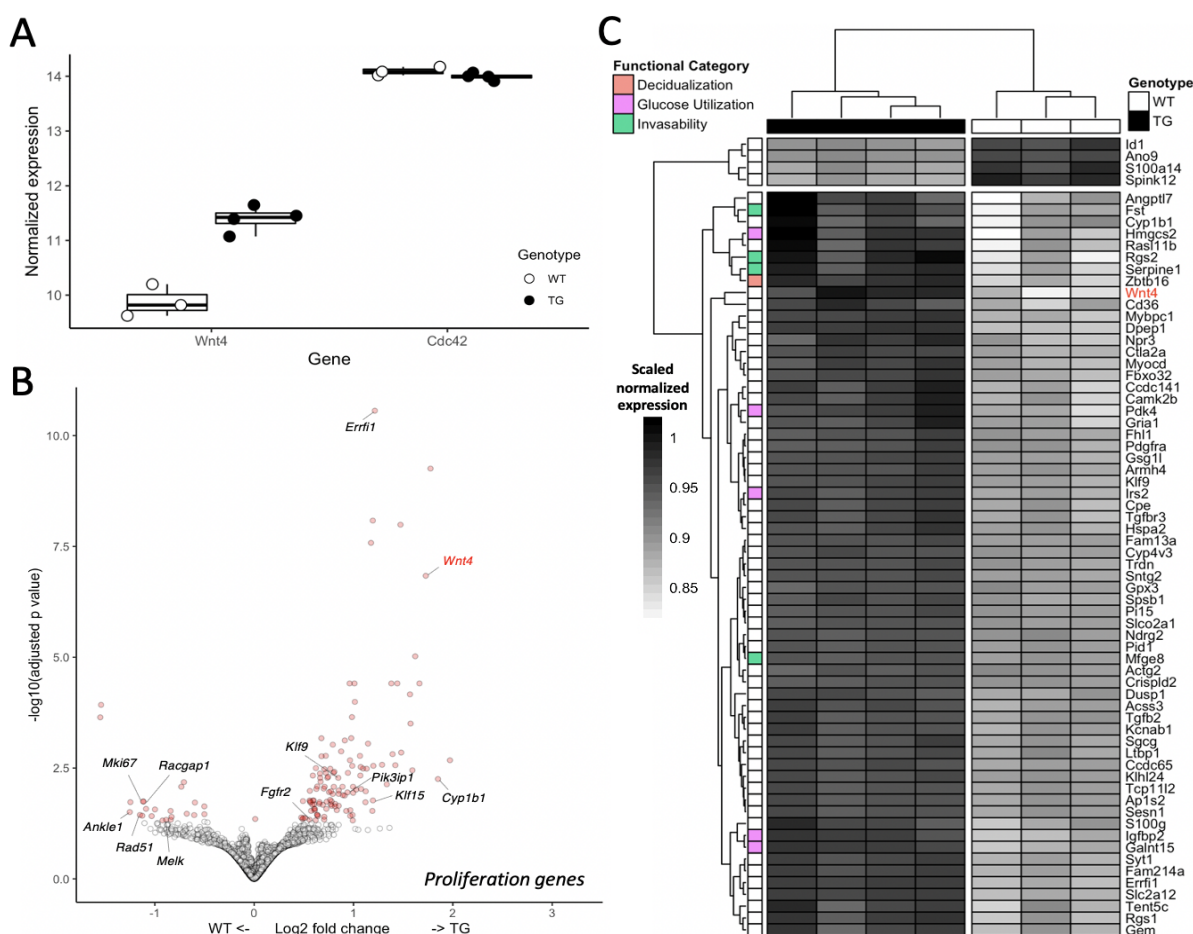 A
Normalized expression
14
13
12
11
10
Genotype
WT
TG
Wnt4
Cdc42
Gene
B
-log10(adjusted p value)
10.0
7.5
5.0
2.5
0.0
Errfi1
Wnt4
Klf9
Mki67
Racgap1
Pik3ip1
Fgfr2
Klf15
Cyp1b1
Ankle1
Rad51
Melk
Proliferation genes
-1
0
1
2
3
WT <-
Log2 fold change
-> TG
C
Functional Category
Decidualization
Glucose Utilization
Invasability
Genotype
WT
TG
Scaled
normalized
expression
1
0.95
0.9
0.85
Id1
Ano9
S100a14
Spink12
Angptl7
Fst
Cyp1b1
Hmgcs2
Rasl11b
Rgs2
Serpine1
Zbtb16
Wnt4
Cd36
Mybpc1
Dpep1
Npr3
Ctla2a
Myocd
Fbxo32
Ccdc141
Camk2b
Pdk4
Gria1
Fhl1
Pdgfra
Gsg1l
Armh4
Klf9
Irs2
Cpe
Tgfbr3
Hspa2
Fam13a
Cyp4v3
Trdn
Sntg2
Gpx3
Spsb1
Pi15
Slco2a1
Ndrg2
Pid1
Mfge8
Actg2
Crispld2
Dusp1
Acss3
Tgfb2
Kcnab1
Sgcg
Ltbp1
Ccdc65
Klhl24
Tcp11l2
Ap1s2
Sesn1
S100g
Igfbp2
Galnt15
Syt1
Fam214a
Errfi1
Slc2a12
Tent5c
Rgs1
Gem